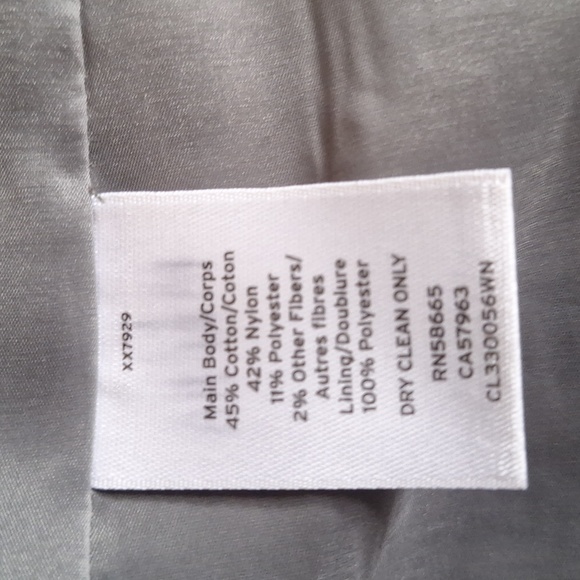 XX7929
Main Body/Corps
45% Cotton/Coton
42% Nylon
11% Polyester
2% Other Fibers/
Autres fibres
Lining/Doublure
100% Polyester
DRY CLEAN ONLY
RN58665
CA57963
CL330056WN